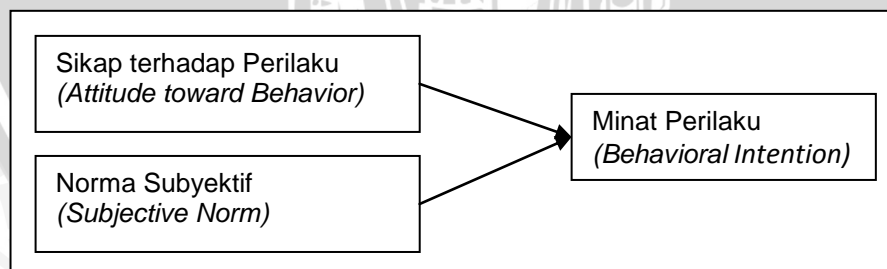 Sikap terhadap Perilaku
(Attitude toward Behavior)
Norma Subyektif
(Subjective Norm)
Minat Perilaku
(Behavioral Intention)